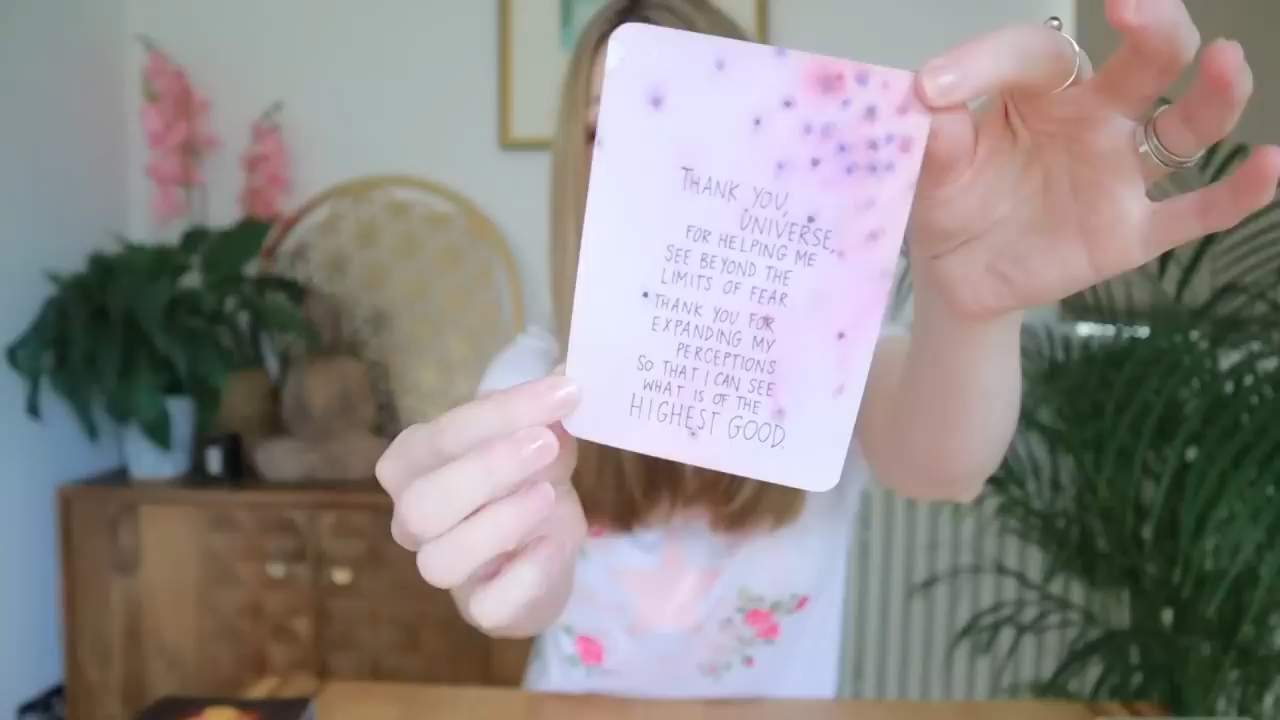 THANK YOU,
UNIVERSE,
FOR HELPING ME
SEE BEYOND THE
LIMITS OF FEAR.
THANK YOU FOR
EXPANDING MY
PERCEPTIONS
SO THAT I CAN SEE
WHAT IS OF THE
HIGHEST GOOD.